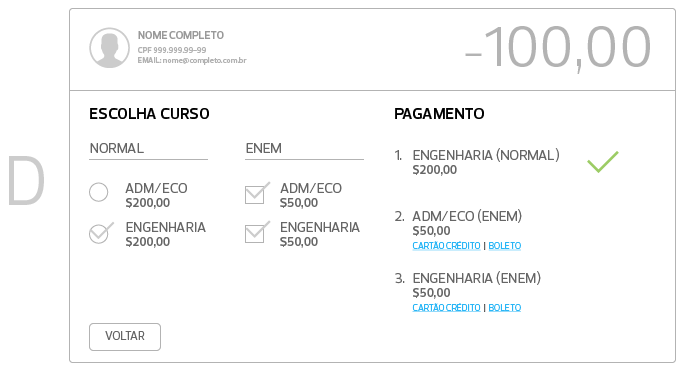 D
NOME COMPLETO
CPF 999.999.99-99
EMAIL: nome@completo.com.br
-100,00
ESCOLHA CURSO
NORMAL
ADM/ECO
$200,00
ENGENHARIA
$200,00
ENEM
ADM/ECO
$50,00
ENGENHARIA
$50,00
PAGAMENTO
1. ENGENHARIA (NORMAL)
$200,00
2. ADM/ECO (ENEM)
$50,00
CARTÃO CRÉDITO | BOLETO
3. ENGENHARIA (ENEM)
$50,00
CARTÃO CRÉDITO | BOLETO
VOLTAR